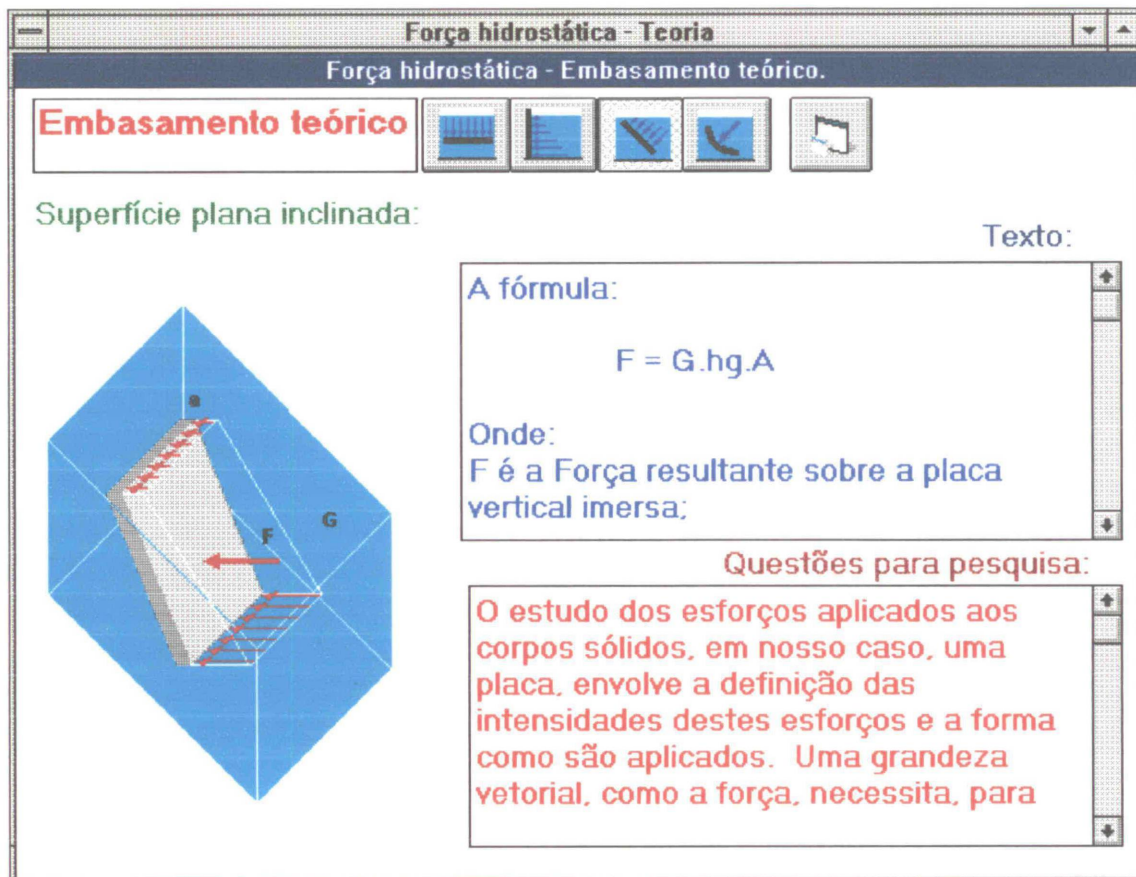 Força hidrostática - Teoria
Força hidrostática - Embasamento teórico.
Embasamento teórico
Superfície plana inclinada:
Texto:
A fórmula:
F = G.hg.A
Onde:
F é a Força resultante sobre a placa
vertical imersa;
a
G
F
Questões para pesquisa:
O estudo dos esforços aplicados aos
corpos sólidos, em nosso caso, uma
placa, envolve a definição das
intensidades destes esforços e a forma
como são aplicados.  Uma grandeza
vetorial, como a força, necessita, para